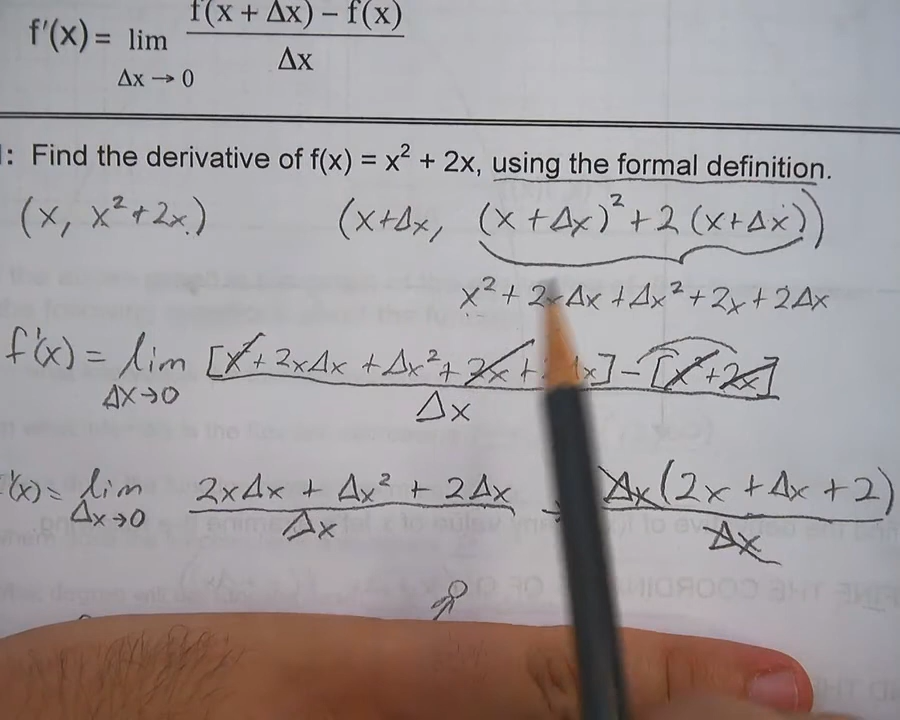 f'(x) = lim Δx → 0 f(x + Δx) – f(x) / Δx
: Find the derivative of f(x) = x² + 2x, using the formal definition.
(x, x²+2x) (x+Δx, (x+Δx)²+2(x+Δx))
x²+2xΔx+Δx²+2x+2Δx
f'(x) = lim Δx→0 [x²+2xΔx+Δx²+2x+ Δx]-[x²+2x] / Δx
'(x)= lim Δx→0 2xΔx + Δx² + 2Δx / Δx Δx(2x+Δx+2) / Δx